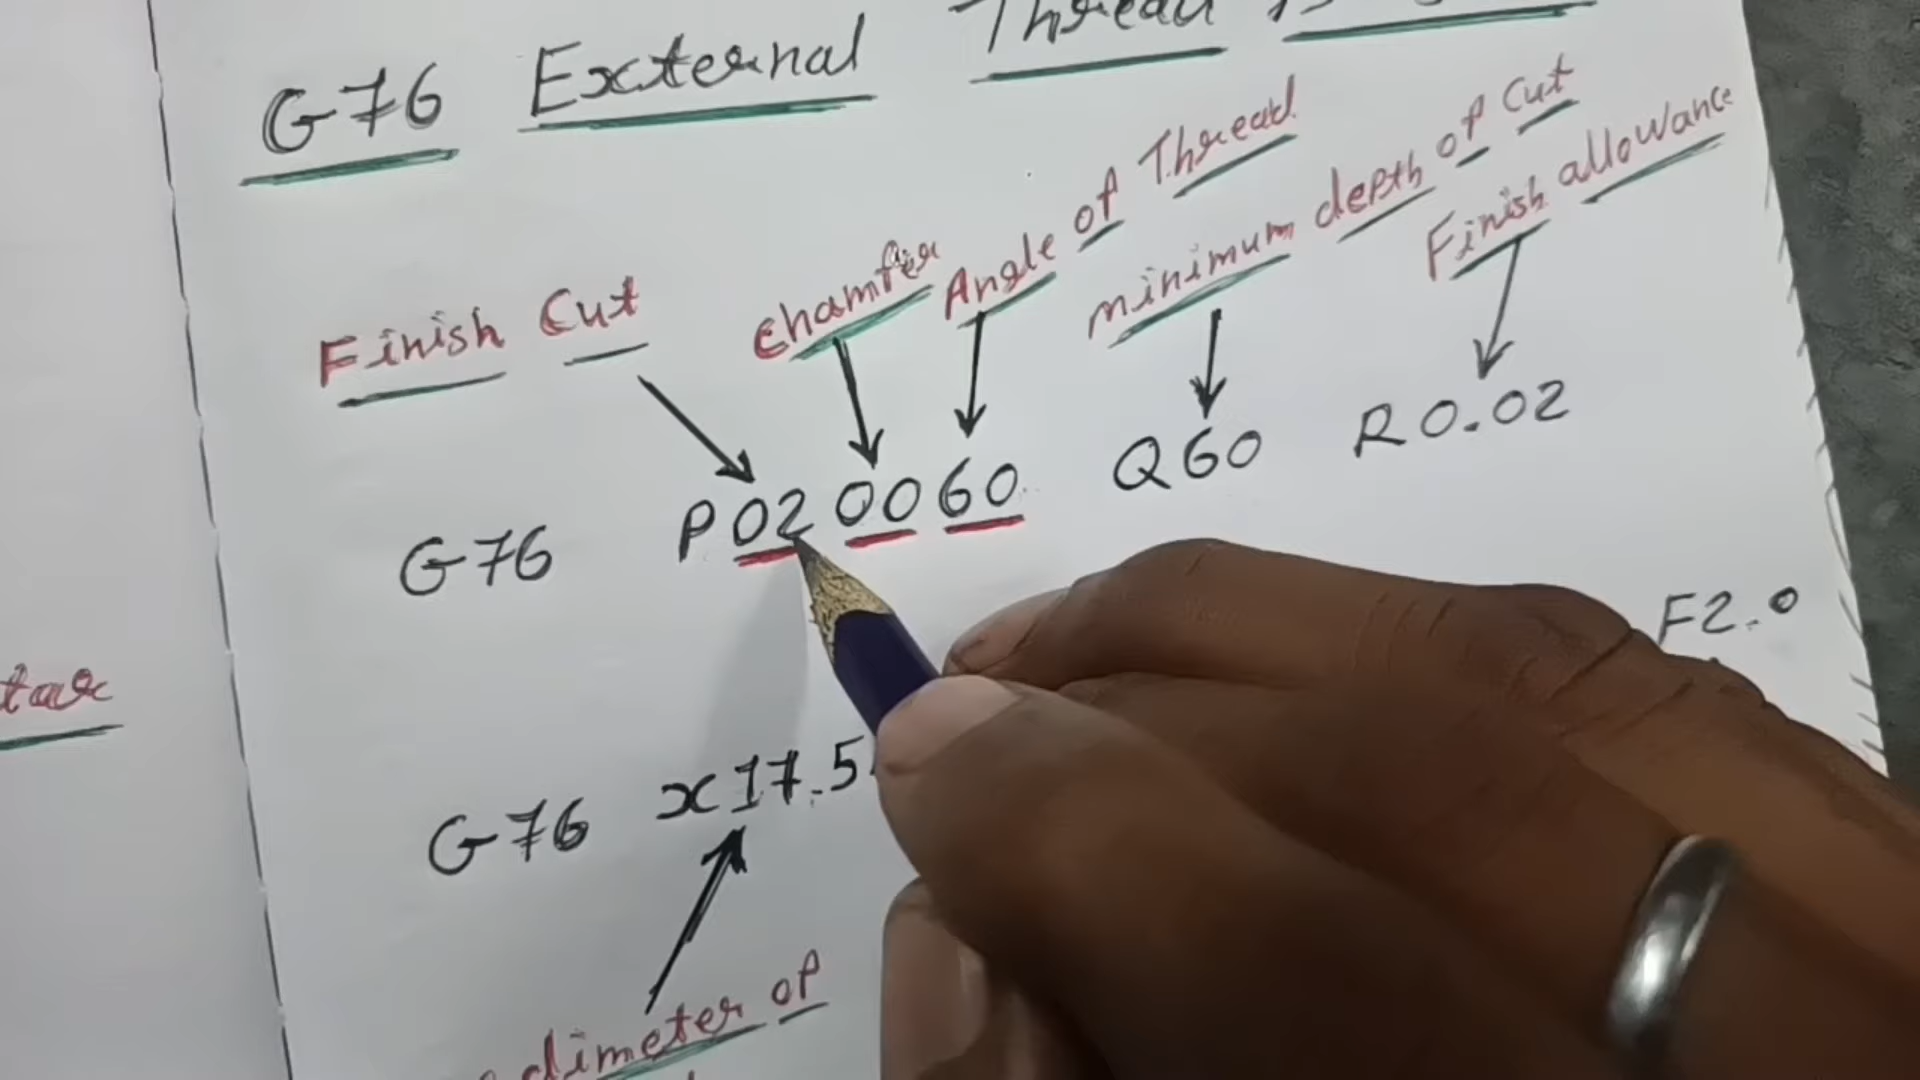 G76 External Thread
Finish Cut
Chamfer
Angle of Thread
minimum depth of Cut
Finish allowance
G76 P020060 Q60 R0.02
F2.0
G76 X17.5
dimeter of